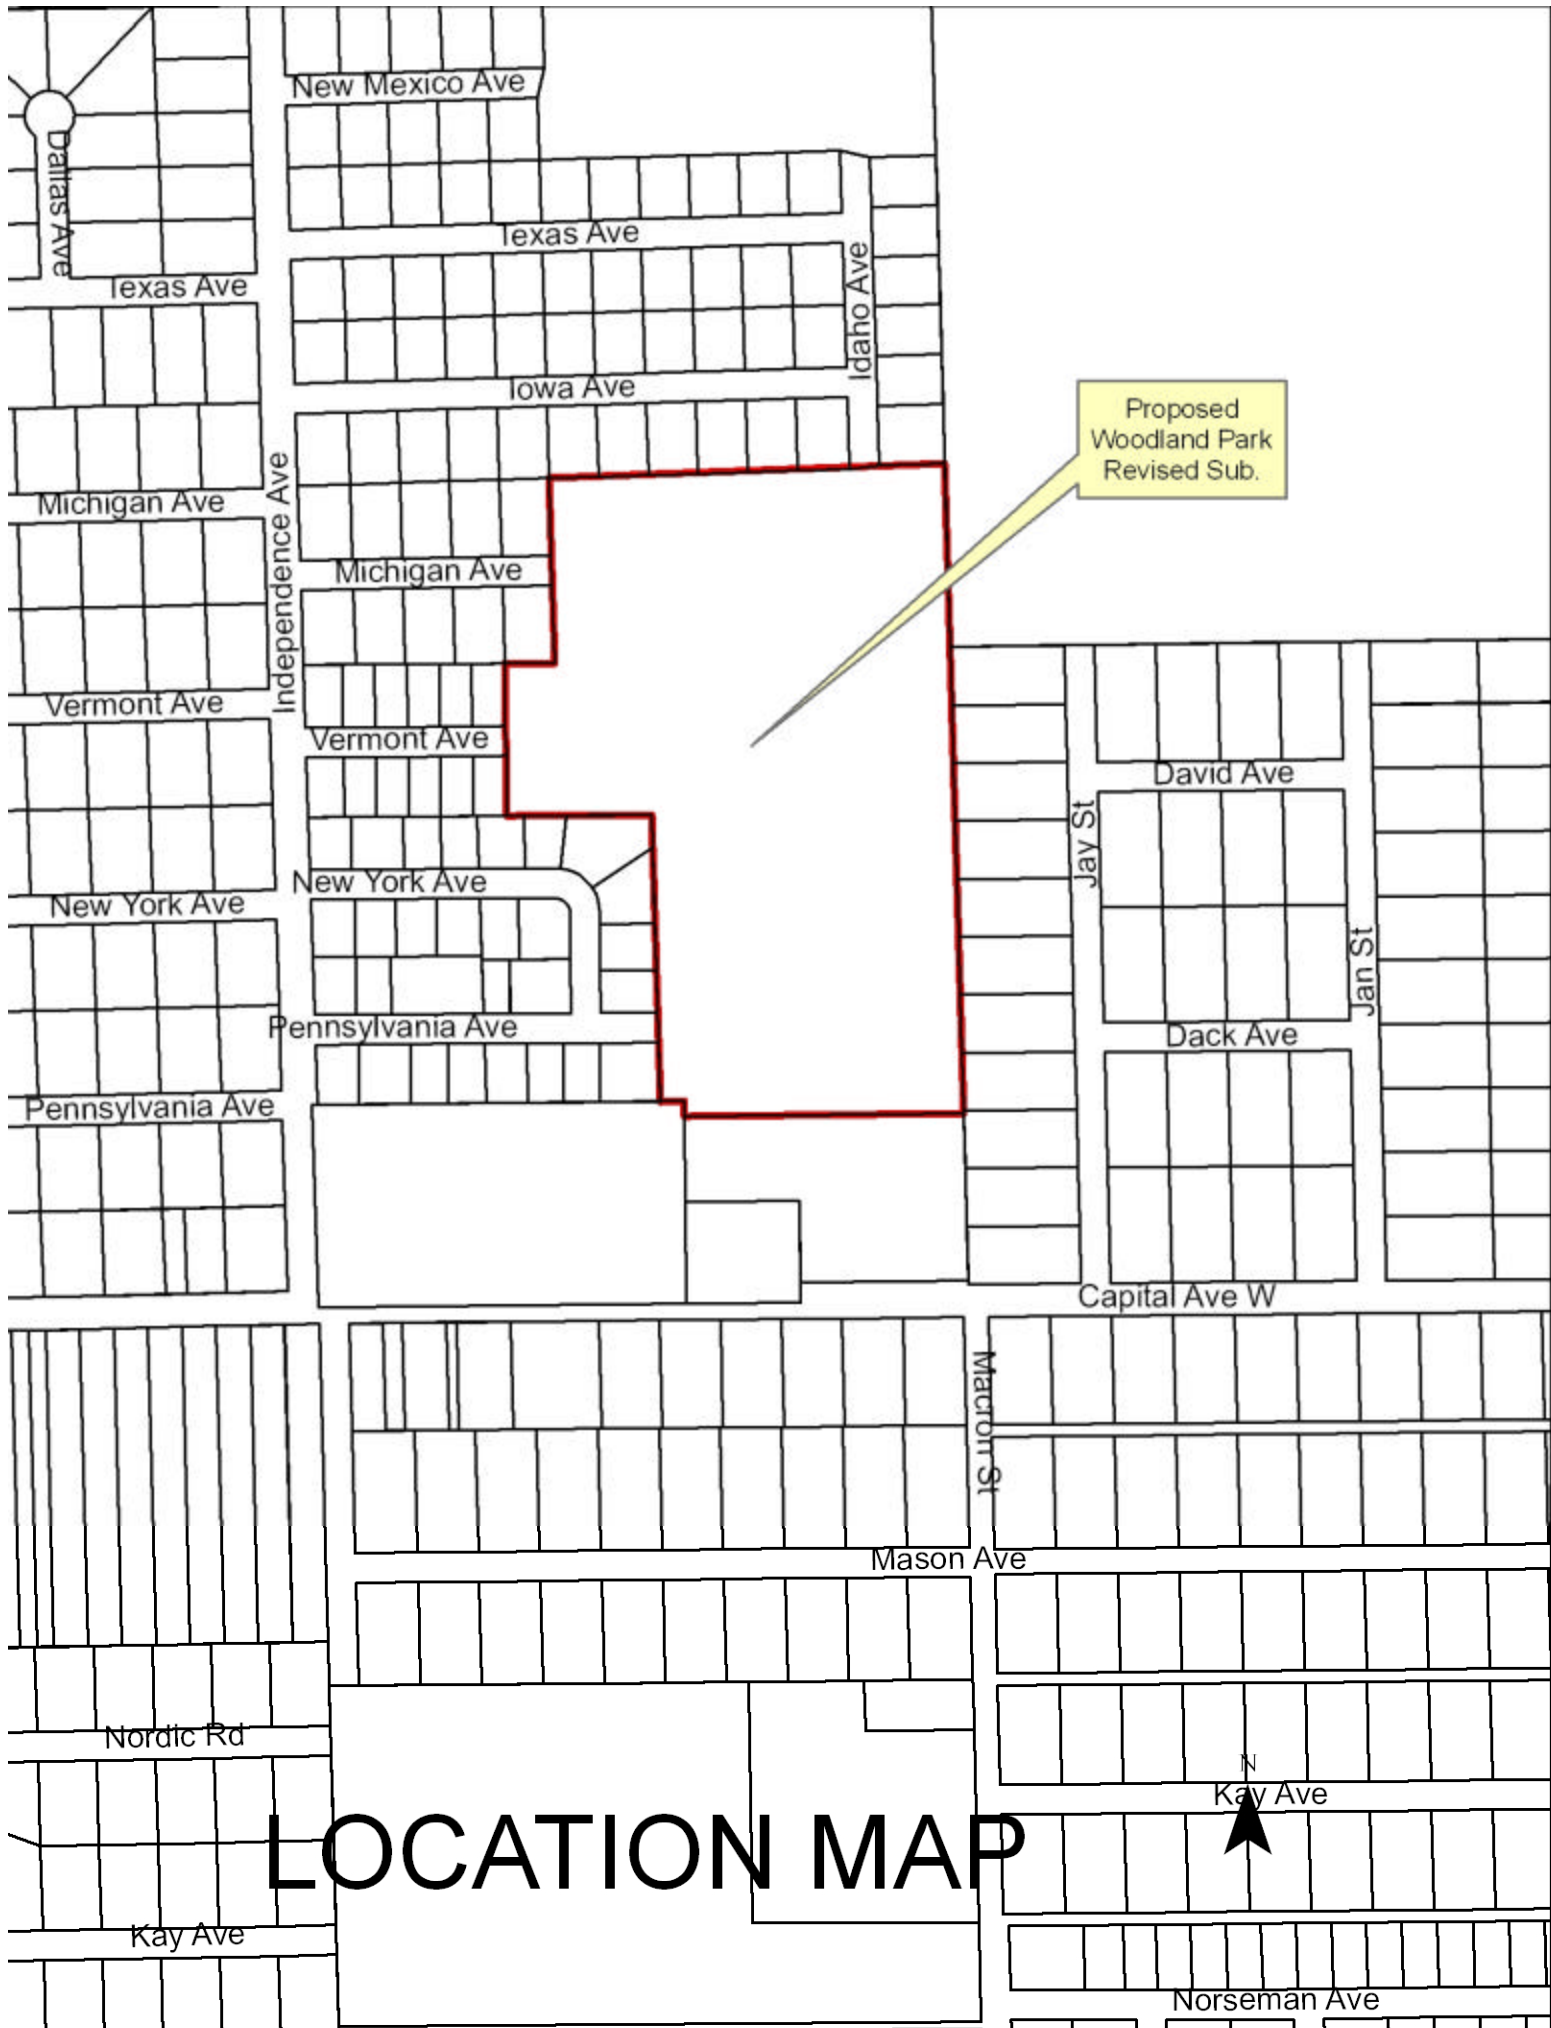 New Mexico Ave
Dallas Ave
Texas Ave
Texas Ave
Idaho Ave
Iowa Ave
Proposed
Woodland Park
Revised Sub.
Michigan Ave
Independence Ave
Michigan Ave
Vermont Ave
Vermont Ave
David Ave
Jay St
New York Ave
New York Ave
Jan St
Pennsylvania Ave
Dack Ave
Pennsylvania Ave
Capital Ave W
Macron St
Mason Ave
Nordic Rd
N
Kay Ave
LOCATION MAP
Kay Ave
Norseman Ave